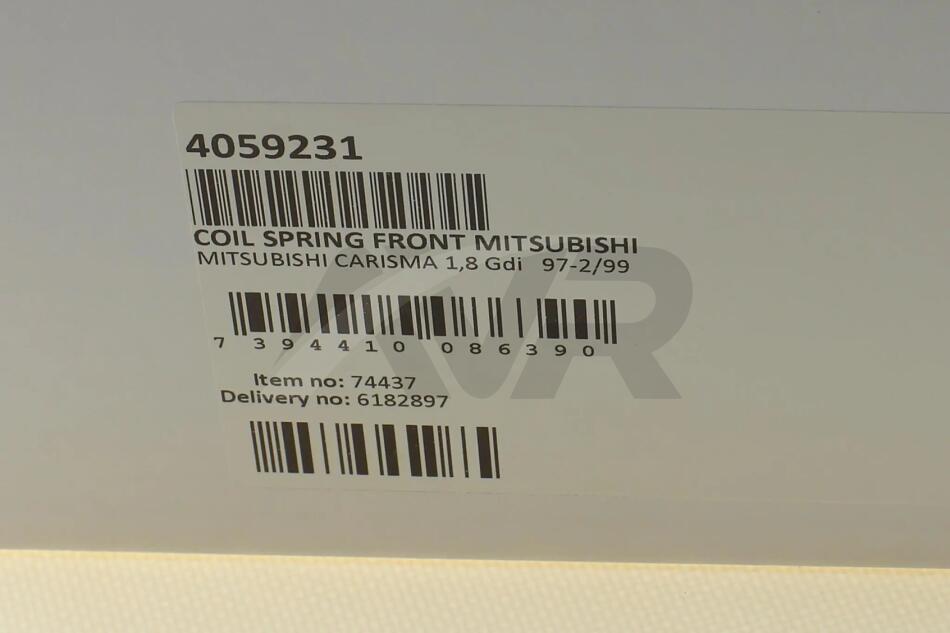 4059231
COIL SPRING FRONT MITSUBISHI
MITSUBISHI CARISMA 1,8 Gdi 97-2/99
7 394410 086390
Item no: 74437
Delivery no: 6182897
AVR